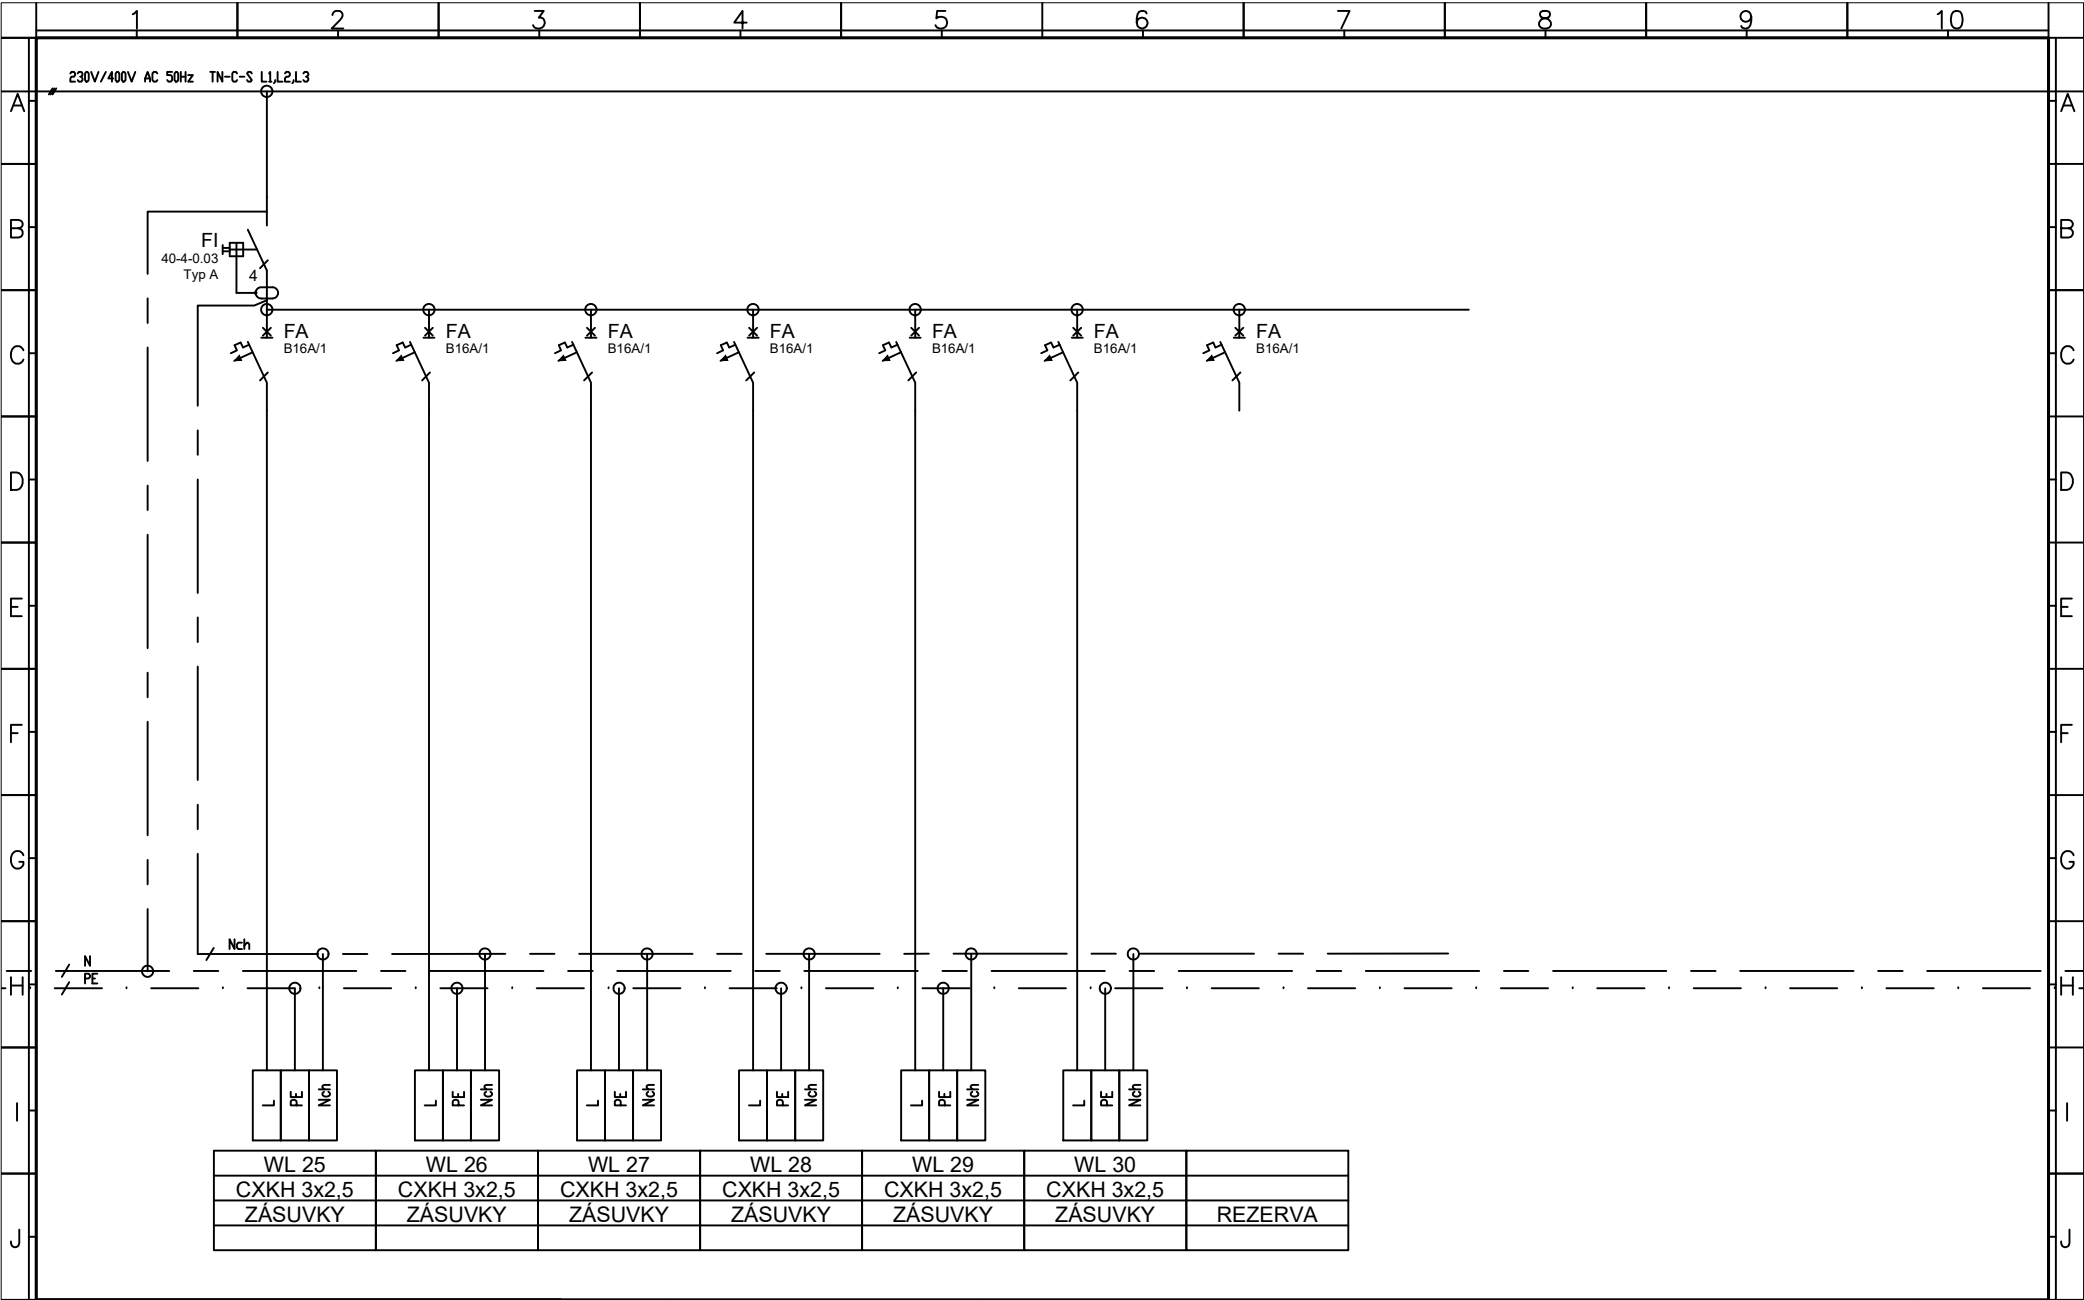 1 2 3 4 5 6 7 8 9 10
230V/400V AC 50Hz TN-C-S L1,L2,L3
A A
B B
FI
40-4-0.03
Typ A 4
FA FA FA FA FA FA FA
B16A/1 B16A/1 B16A/1 B16A/1 B16A/1 B16A/1 B16A/1
C C
D D
E E
F F
G G
Nch
N
PE
H H
L PE Nch L PE Nch L PE Nch L PE Nch L PE Nch L PE Nch
I I
WL 25 WL 26 WL 27 WL 28 WL 29 WL 30
CXKH 3x2,5 CXKH 3x2,5 CXKH 3x2,5 CXKH 3x2,5 CXKH 3x2,5 CXKH 3x2,5
ZÁSUVKY ZÁSUVKY ZÁSUVKY ZÁSUVKY ZÁSUVKY ZÁSUVKY REZERVA
J J